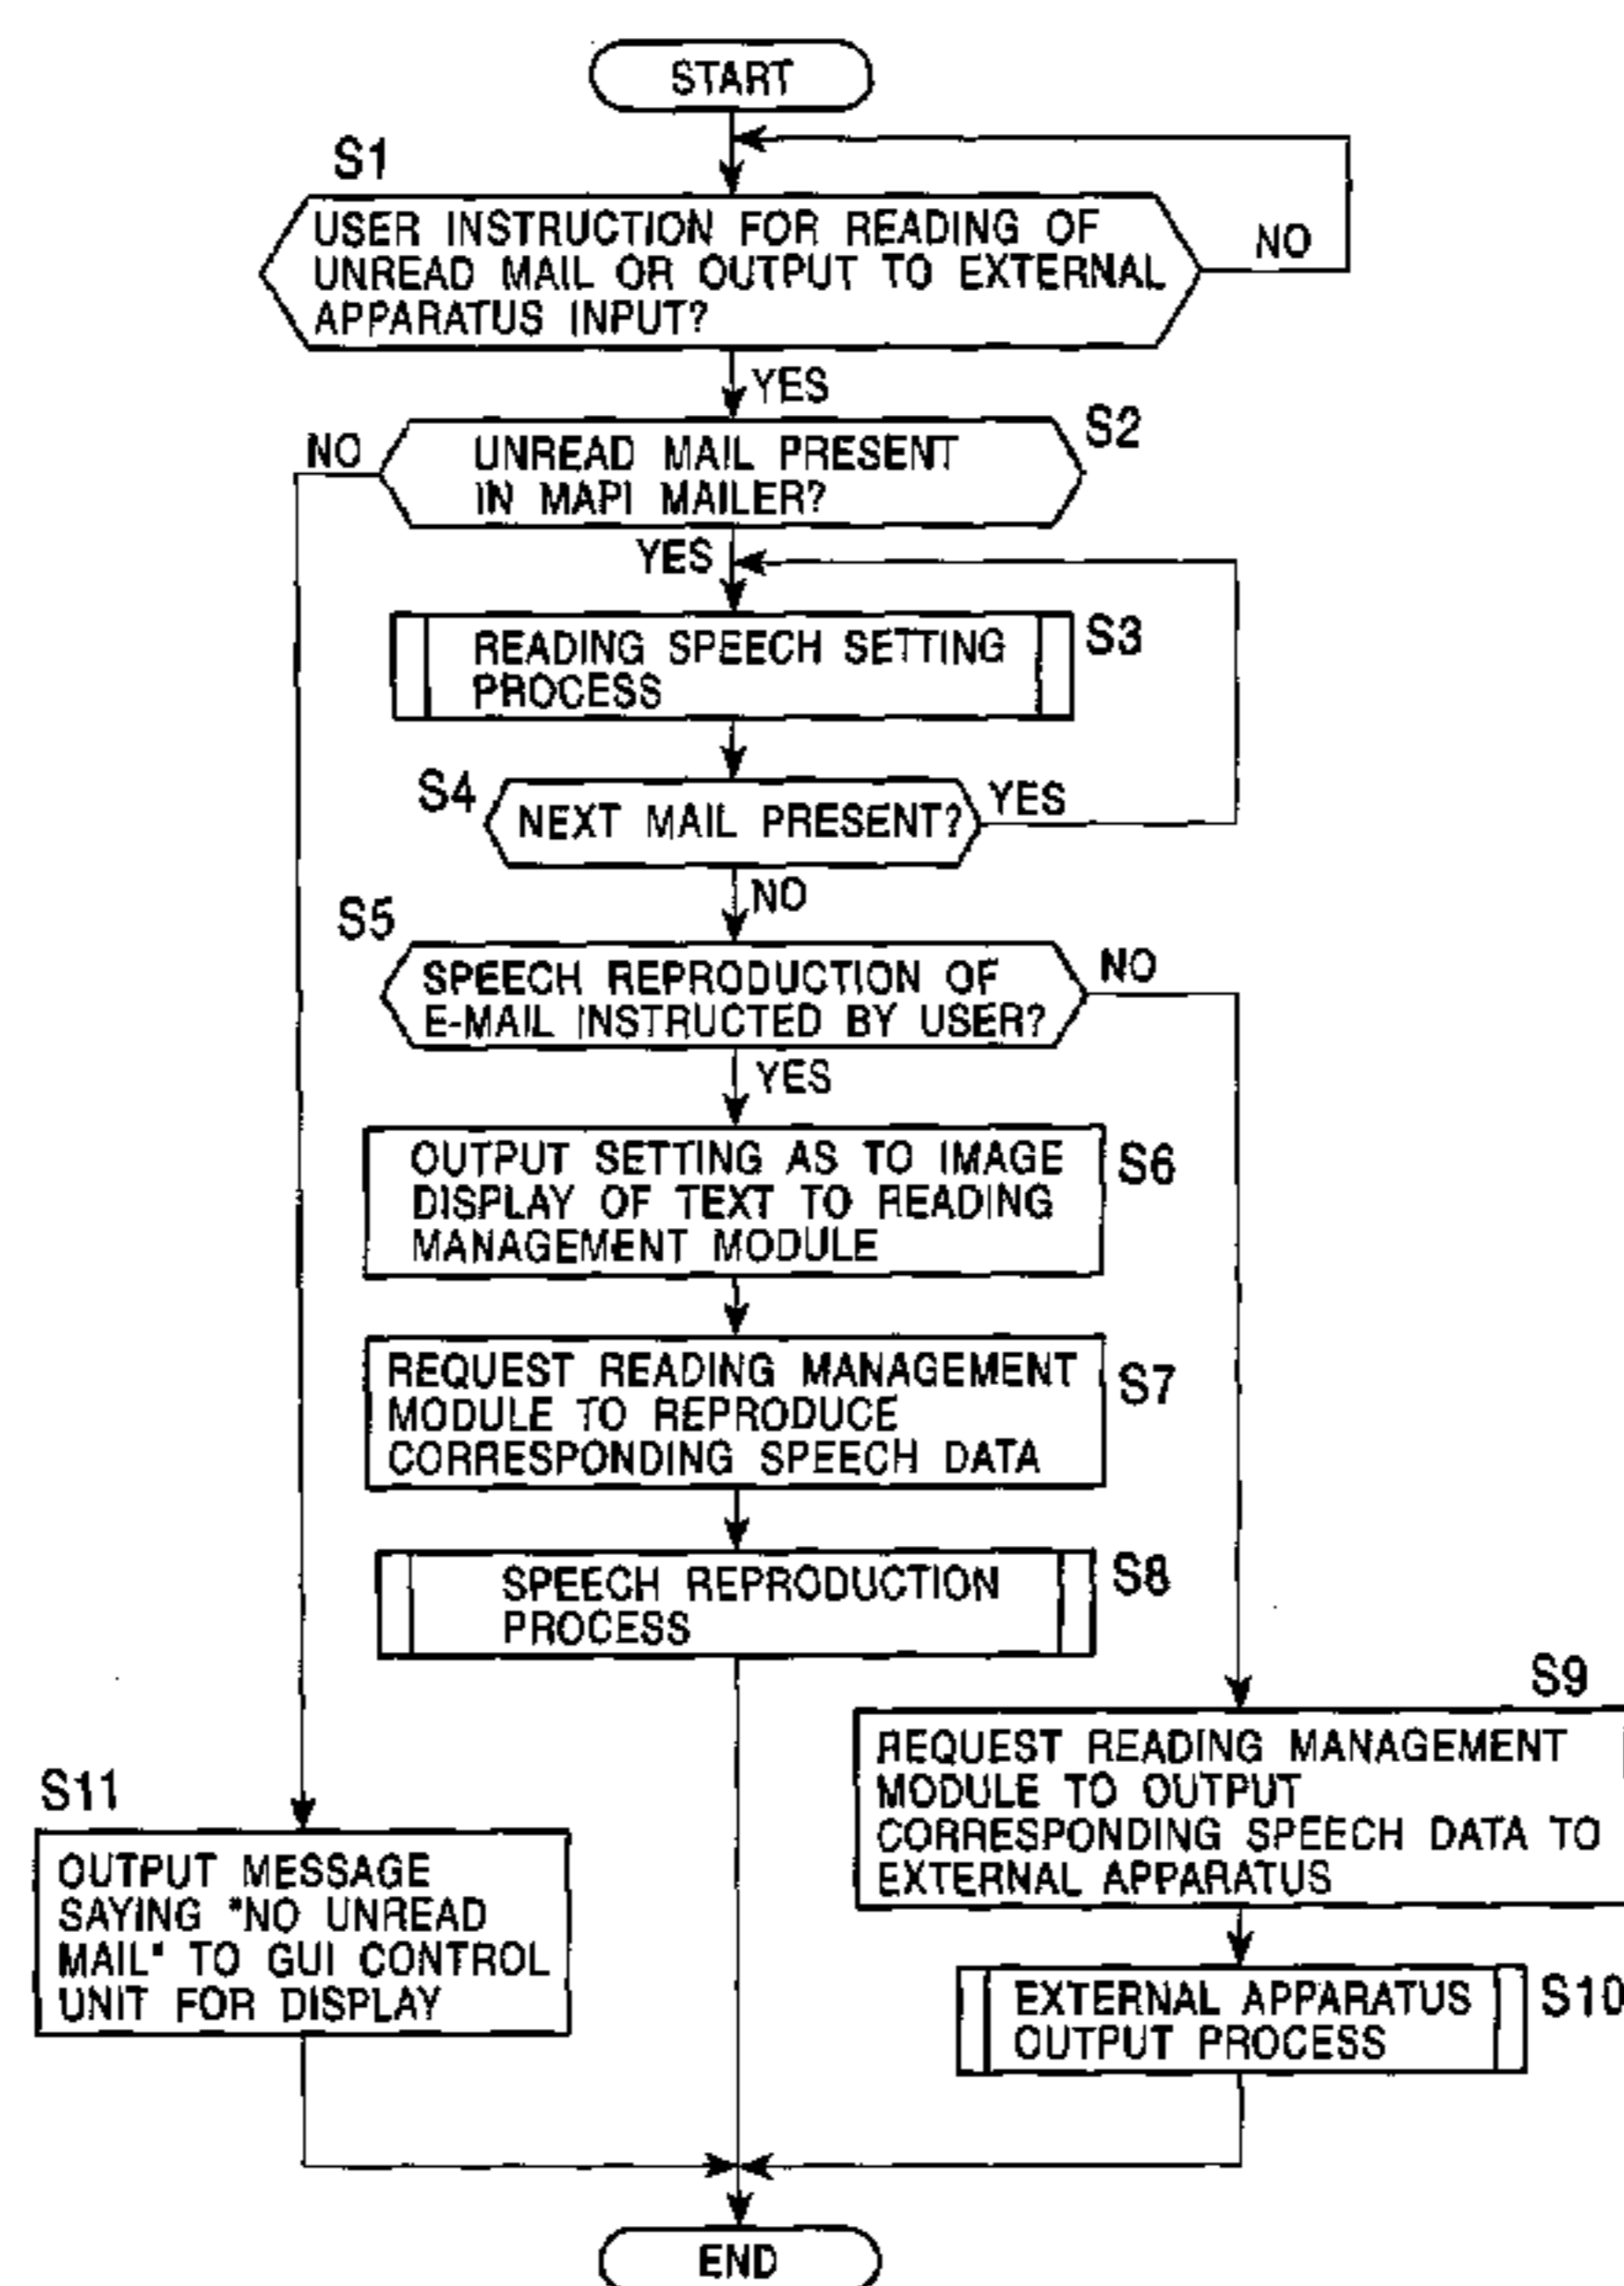 START
S1
USER INSTRUCTION FOR READING OF
UNREAD MAIL OR OUTPUT TO EXTERNAL
APPARATUS INPUT?
NO
YES
S2
NO
UNREAD MAIL PRESENT
IN MAPI MAILER?
YES
S3
READING SPEECH SETTING
PROCESS
S4
NEXT MAIL PRESENT?
YES
NO
S5
SPEECH REPRODUCTION OF
E-MAIL INSTRUCTED BY USER?
NO
YES
OUTPUT SETTING AS TO IMAGE
DISPLAY OF TEXT TO READING
MANAGEMENT MODULE
S6
REQUEST READING MANAGEMENT
MODULE TO REPRODUCE
CORRESPONDING SPEECH DATA
S7
SPEECH REPRODUCTION
PROCESS
S8
S9
REQUEST READING MANAGEMENT
MODULE TO OUTPUT
CORRESPONDING SPEECH DATA TO
EXTERNAL APPARATUS
S11
OUTPUT MESSAGE
SAYING "NO UNREAD
MAIL" TO GUI CONTROL
UNIT FOR DISPLAY
EXTERNAL APPARATUS
OUTPUT PROCESS
S10
END